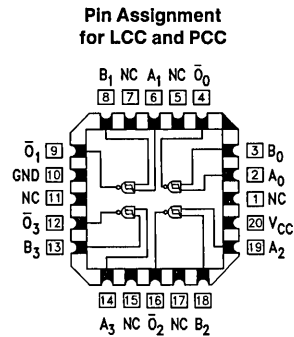 Pin Assignment
for LCC and PCC
B1 NC A1 NC Ō0
8 7 6 5 4
Ō1 9
GND 10
NC 11
Ō3 12
B3 13
3 B0
2 A0
1 NC
20 VCC
19 A2
14 15 16 17 18
A3 NC Ō2 NC B2